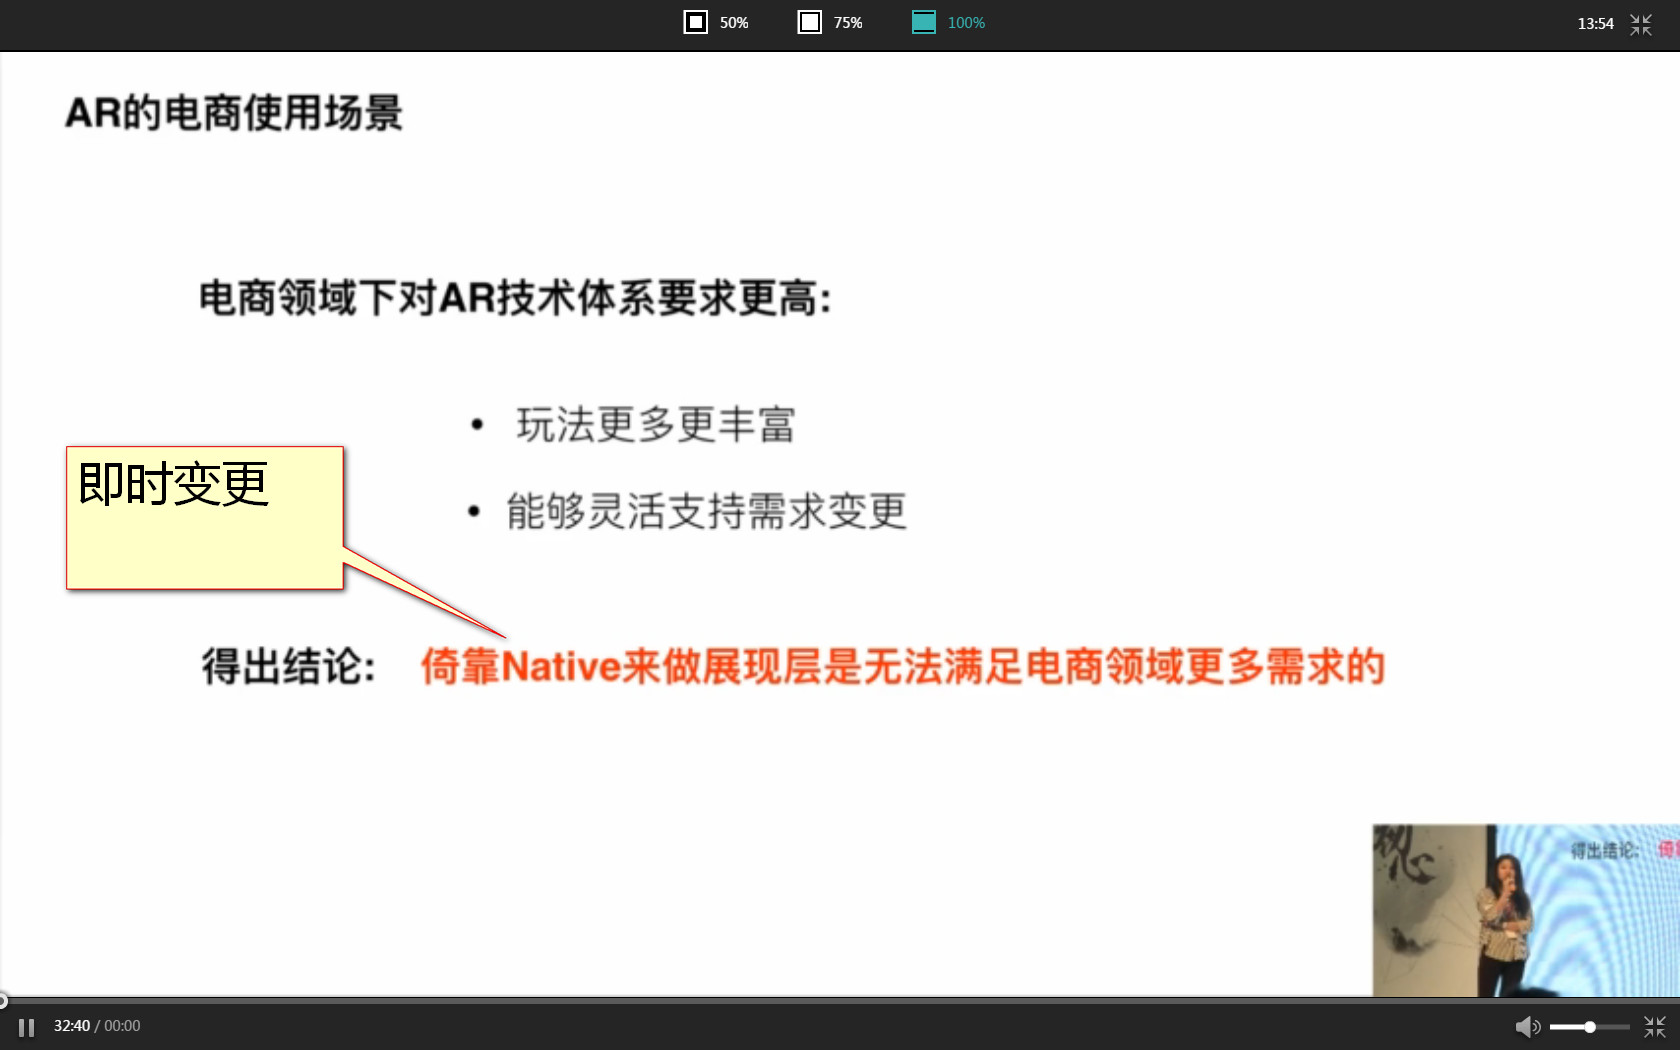 50%
75%
100%
13:54
AR的电商使用场景
电商领域下对AR技术体系要求更高:
• 玩法更多更丰富
即时变更
• 能够灵活支持需求变更
得出结论: 倚靠Native来做展现层是无法满足电商领域更多需求的
得出结论: 倚
32:40 / 00:00